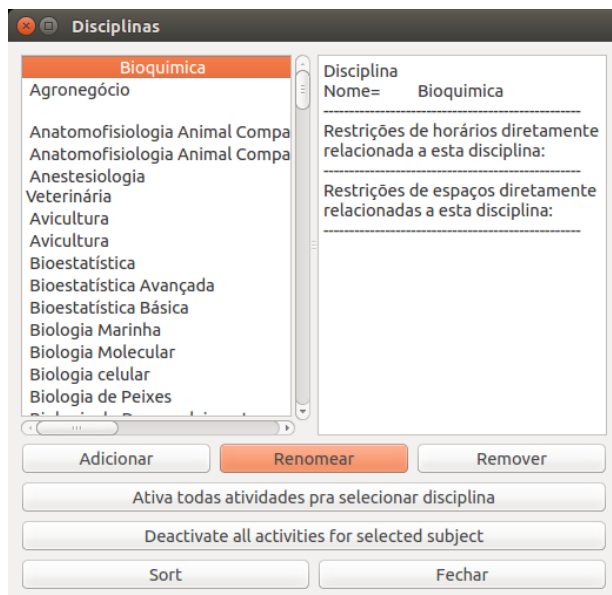 Disciplinas
Bioquimica
Agronegócio
Anatomofisiologia Animal Compa
Anatomofisiologia Animal Compa
Anestesiologia
Veterinária
Avicultura
Avicultura
Bioestatística
Bioestatística Avançada
Bioestatística Básica
Biologia Marinha
Biologia Molecular
Biologia celular
Biologia de Peixes
Disciplina
Nome= Bioquimica
------------------------------------------------
Restrições de horários diretamente
relacionada a esta disciplina:
------------------------------------------------
Restrições de espaços diretamente
relacionadas a esta disciplina:
------------------------------------------------
Adicionar
Renomear
Remover
Ativa todas atividades pra selecionar disciplina
Deactivate all activities for selected subject
Sort
Fechar